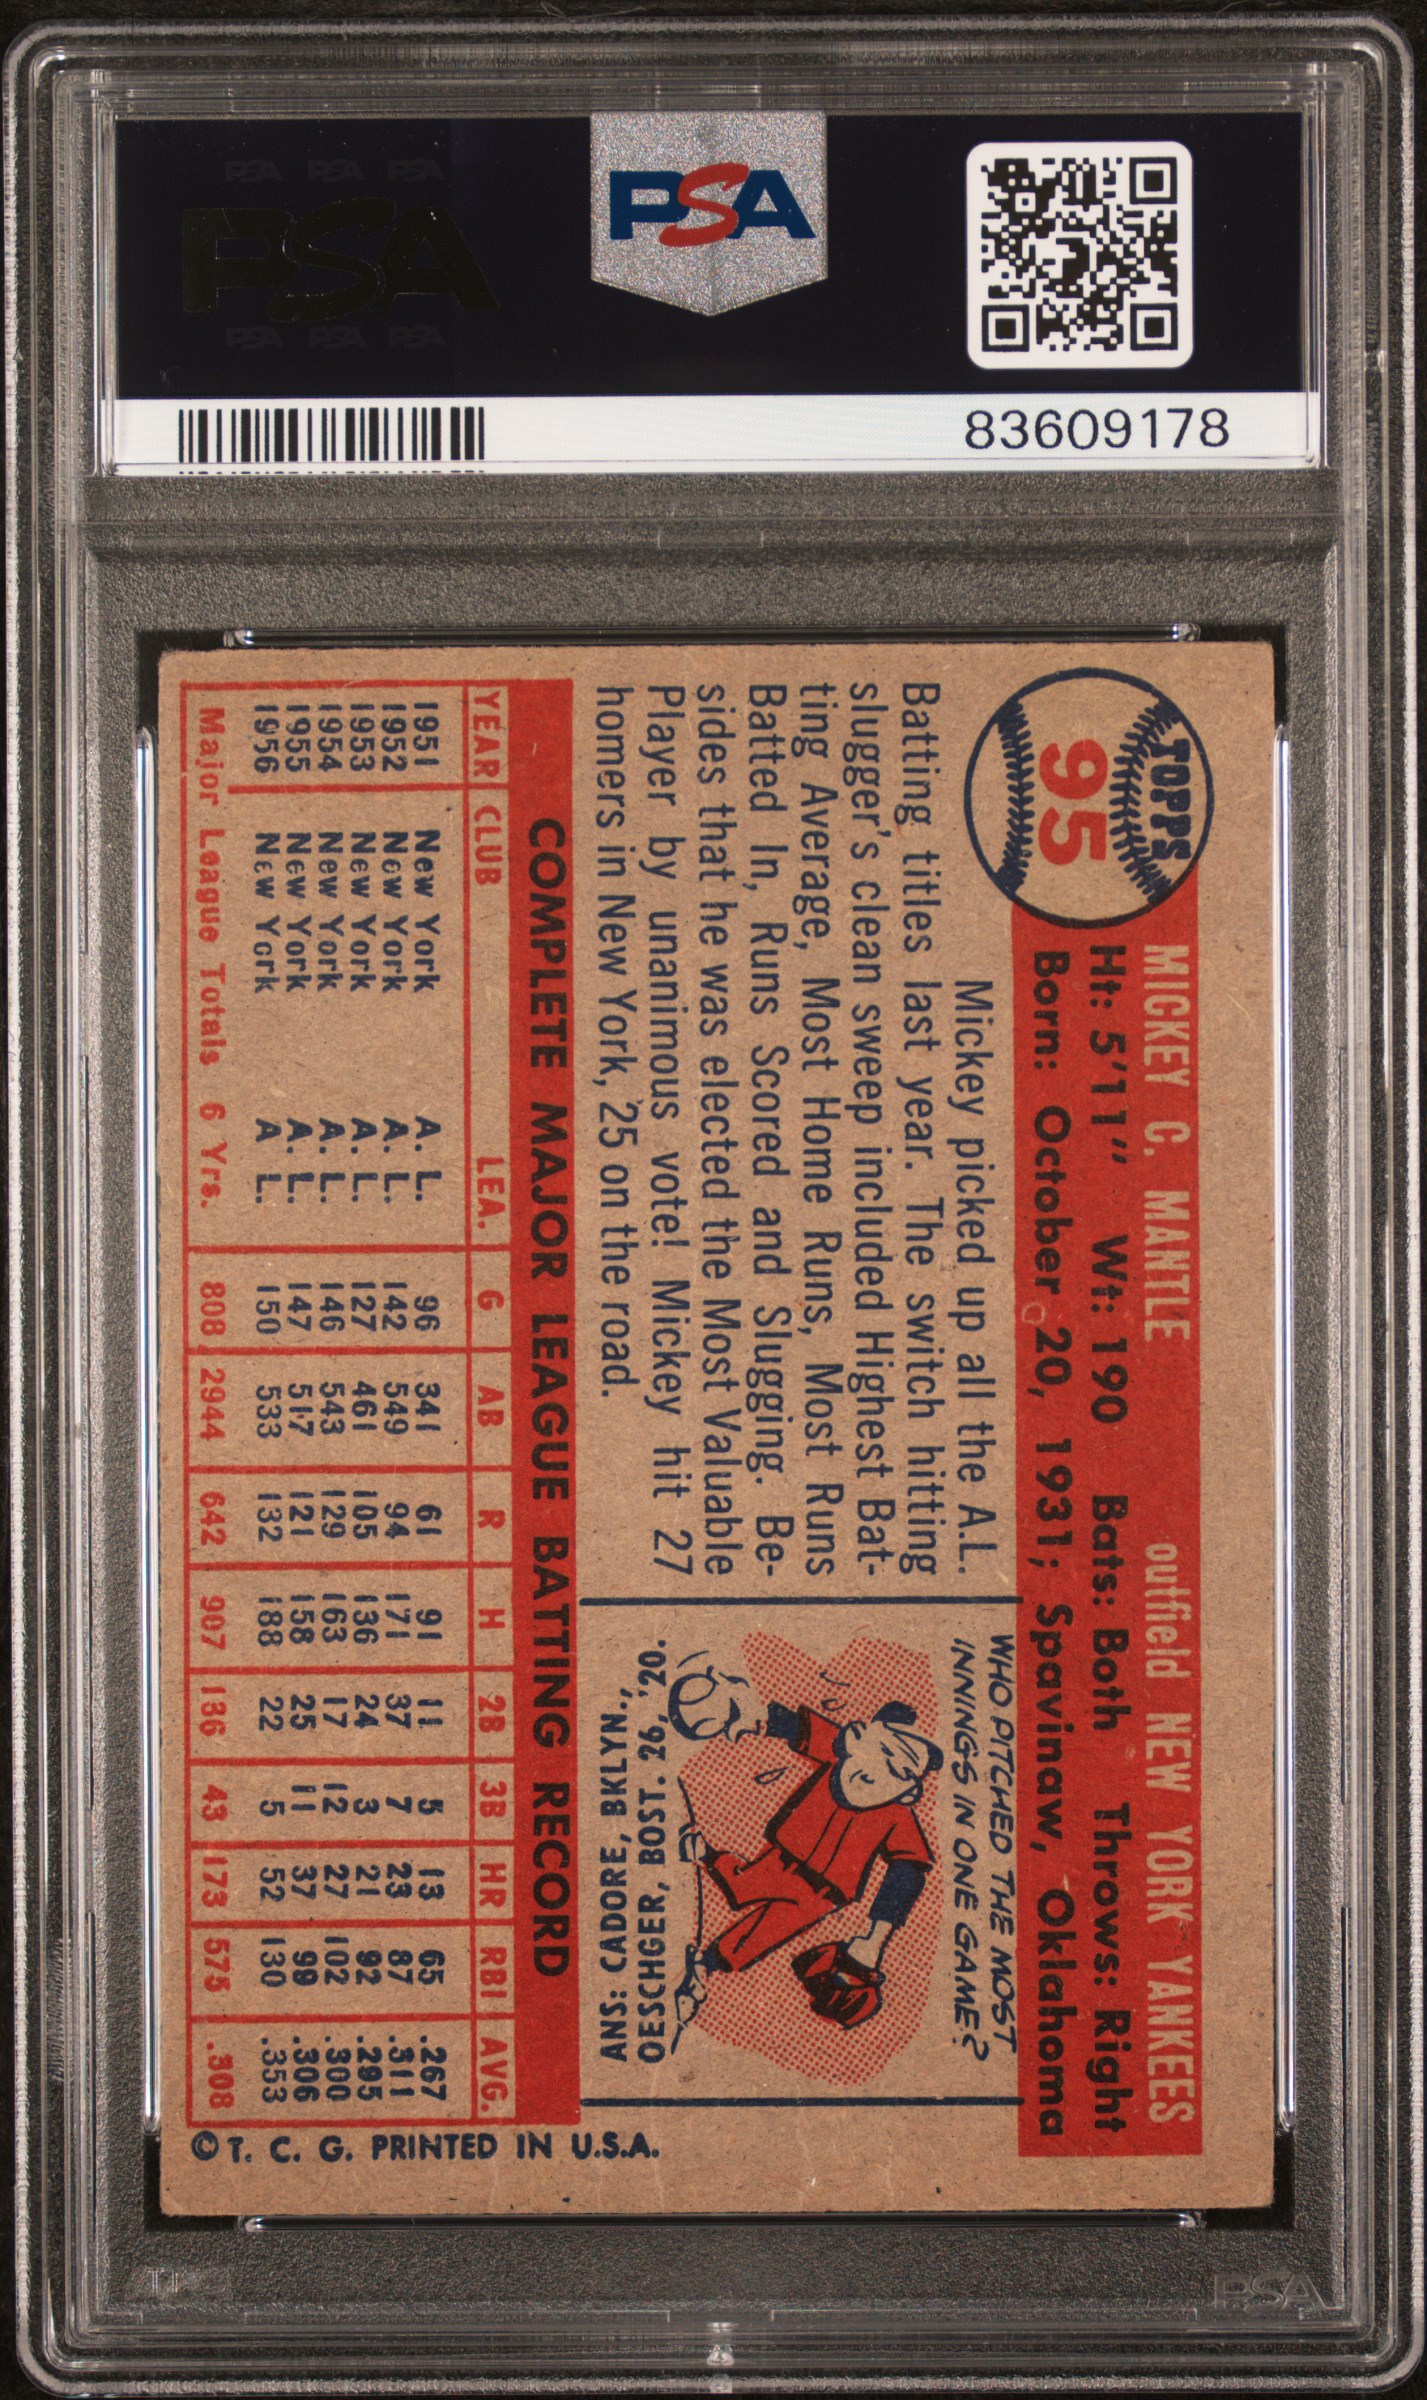 PSA PSA PSA
PSA
PSA PSA PSA
PSA
83609178
TOPPS
95
MICKEY C. MANTLE outfield NEW YORK YANKEES
Ht: 5'11" Wt: 190 Bats: Both Throws: Right
Born: October 20, 1931; Spavinaw, Oklahoma
Mickey picked up all the A.L.
Batting titles last year. The switch hitting
slugger's clean sweep included Highest Bat-
ting Average, Most Home Runs, Most Runs
Batted In, Runs Scored and Slugging. Be-
sides that he was elected the Most Valuable
Player by unanimous vote! Mickey hit 27
homers in New York, 25 on the road.
WHO PITCHED THE MOST
INNINGS IN ONE GAME?
ANS: CADORE, BKLYN.,
OESCHGER, BOST. 26, '20.
COMPLETE MAJOR LEAGUE BATTING RECORD
YEAR CLUB LEA. G AB R H 2B 3B HR RBI AVG.
1951 New York A. L. 96 341 61 91 11 5 13 65 .267
1952 New York A. L. 142 549 94 171 37 7 23 87 .311
1953 New York A. L. 127 461 105 136 24 3 21 92 .295
1954 New York A. L. 146 543 129 163 17 12 27 102 .300
1955 New York A. L. 147 517 121 158 25 11 37 99 .306
1956 New York A L. 150 533 132 188 22 5 52 130 .353
Major League Totals 6 Yrs. 808 2944 642 907 136 43 173 575 .308
© T. C. G. PRINTED IN U.S.A.
PSA